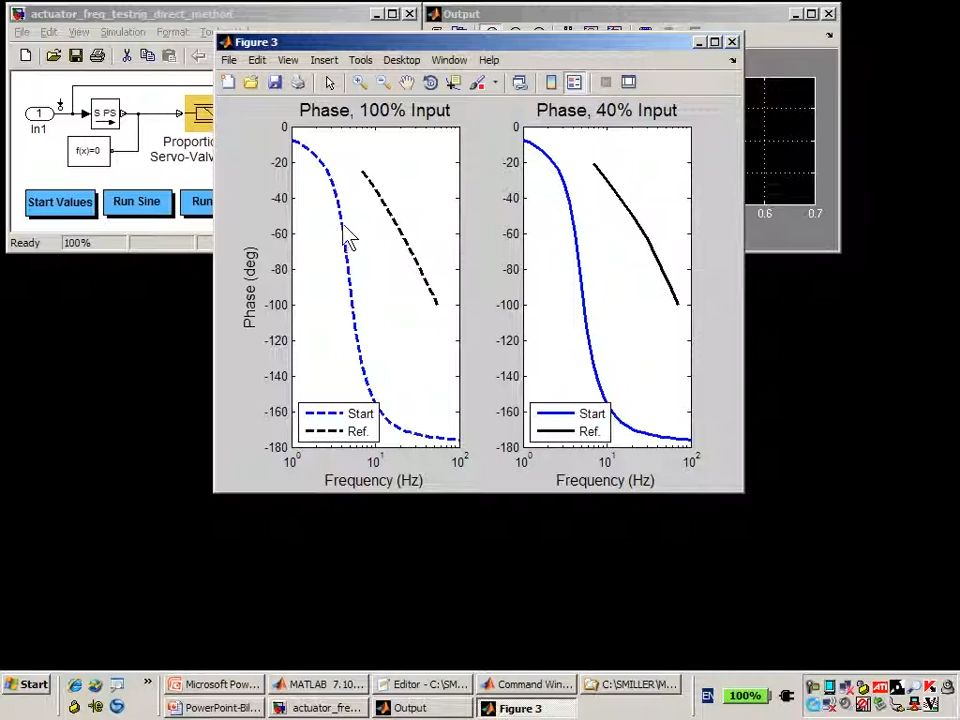 actuator_freq_testrig_direct_method
File Edit View Simulation Format
1
In1
S PS
f(x)=0
Proportio
Servo-Valv
Start Values
Run Sine
Run
Ready
100%
Output
0.6
0.7
Figure 3
File Edit View Insert Tools Desktop Window Help
Phase, 100% Input
Phase (deg)
0
-20
-40
-60
-80
-100
-120
-140
-160
-180
Start
Ref.
10^0
10^1
10^2
Frequency (Hz)
Phase, 40% Input
0
-20
-40
-60
-80
-100
-120
-140
-160
-180
Start
Ref.
10^0
10^1
10^2
Frequency (Hz)
Start
»
Microsoft Pow...
MATLAB 7.10...
Editor - C:\SM...
Command Win...
C:\SMILLER\M...
EN
100%
PowerPoint-Bil...
actuator_fre...
Output
Figure 3